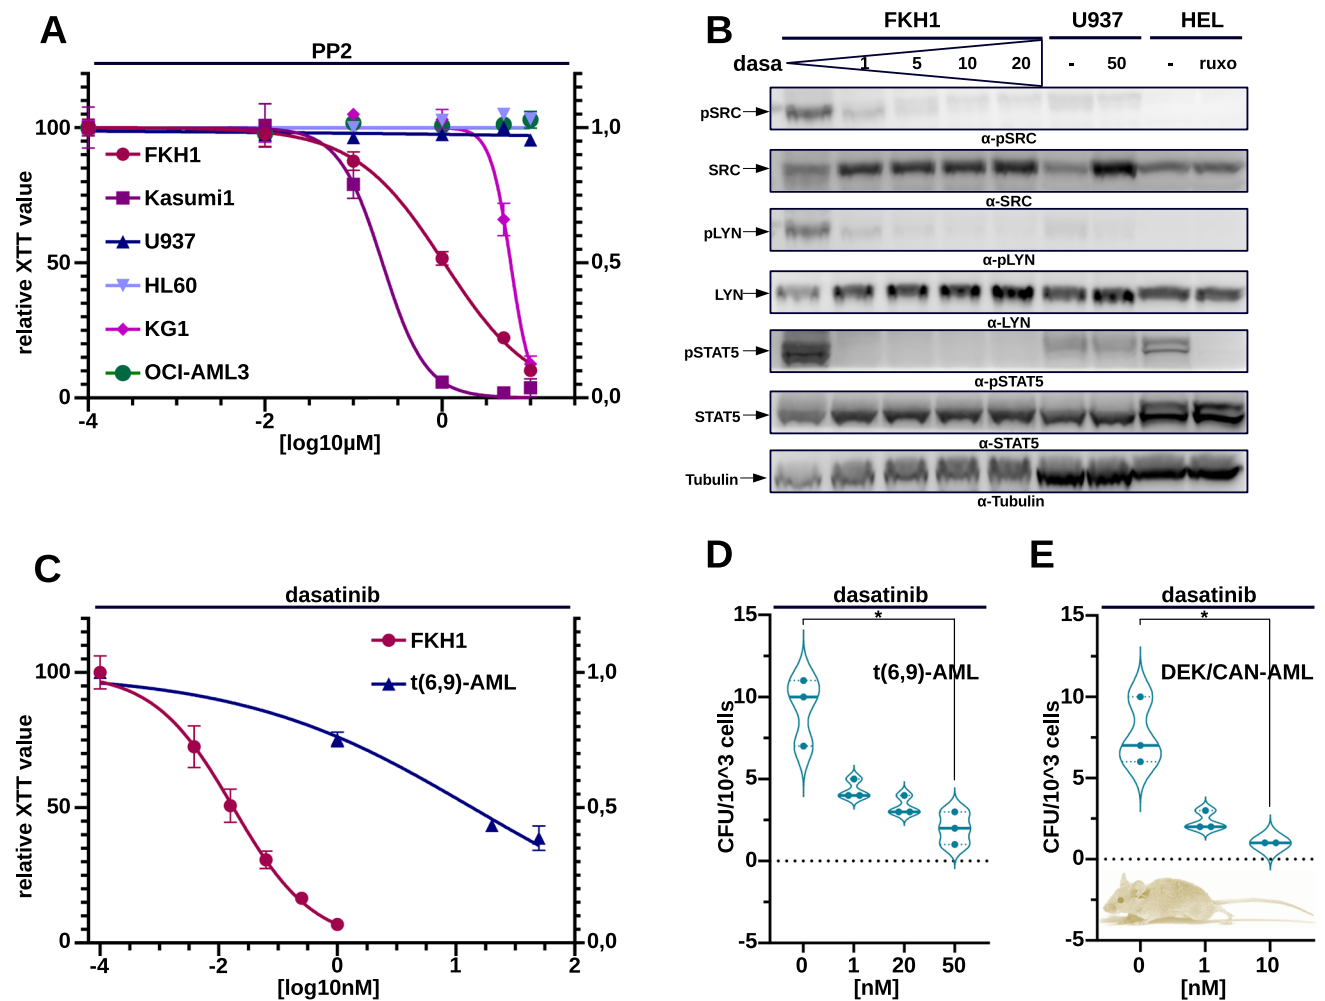 A
PP2
relative XTT value
100
50
0
1,0
0,5
0,0
FKH1
Kasumi1
U937
HL60
KG1
OCI-AML3
-4
-2
0
[log10µM]
B
FKH1
U937
HEL
dasa
1
5
10
20
-
50
-
ruxo
pSRC
α-pSRC
SRC
α-SRC
pLYN
α-pLYN
LYN
α-LYN
pSTAT5
α-pSTAT5
STAT5
α-STAT5
Tubulin
α-Tubulin
C
dasatinib
relative XTT value
100
50
0
1,0
0,5
0,0
FKH1
t(6,9)-AML
-4
-2
0
1
2
[log10nM]
D
dasatinib
*
t(6,9)-AML
CFU/10^3 cells
15
10
5
0
-5
0
1
20
50
[nM]
E
dasatinib
*
DEK/CAN-AML
CFU/10^3 cells
15
10
5
0
-5
0
1
10
[nM]